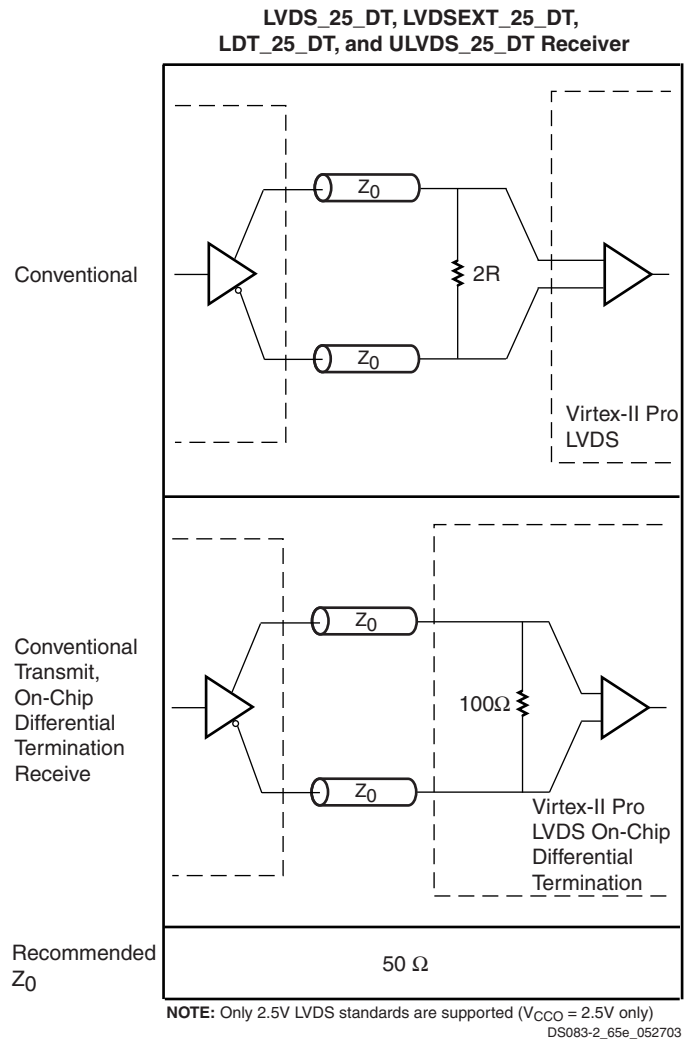 LVDS_25_DT, LVDSEXT_25_DT,
LDT_25_DT, and ULVDS_25_DT Receiver
Conventional
Z0
2R
Z0
Virtex-II Pro
LVDS
Conventional
Transmit,
On-Chip
Differential
Termination
Receive
Z0
100Ω
Z0
Virtex-II Pro
LVDS On-Chip
Differential
Termination
Recommended
Z0
50 Ω
NOTE: Only 2.5V LVDS standards are supported (VCCO = 2.5V only)
DS083-2_65e_052703